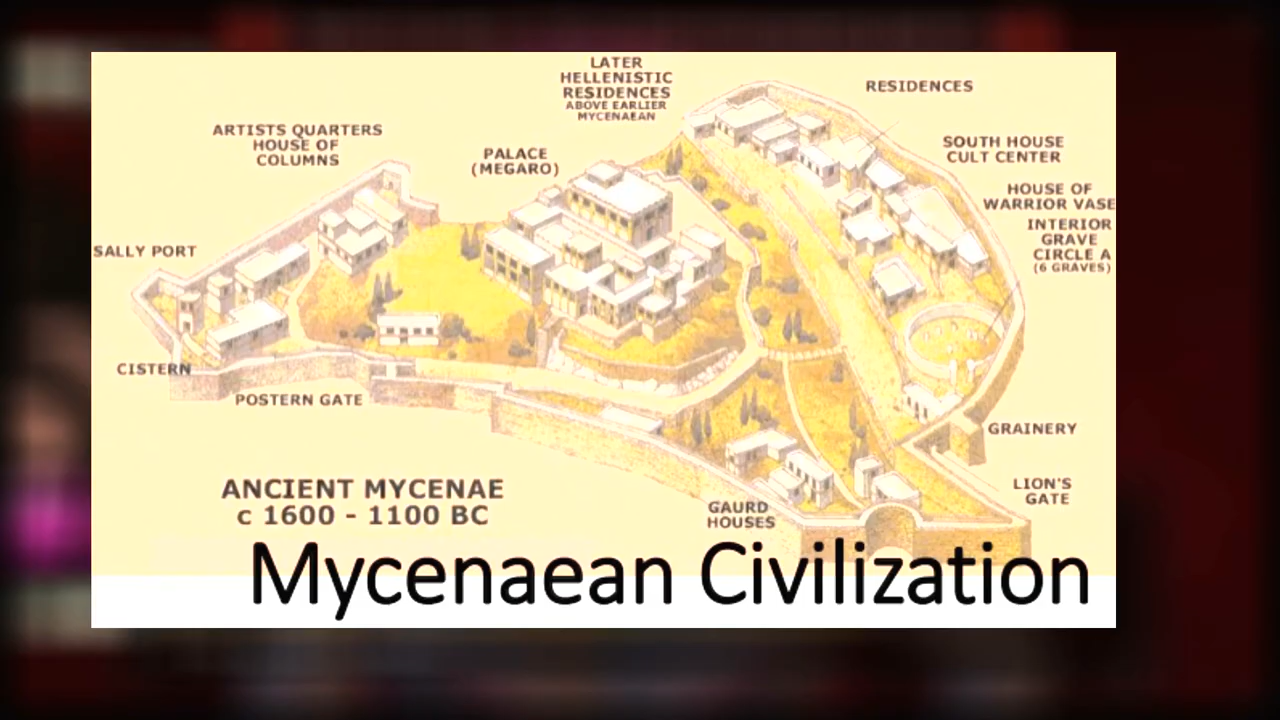 LATER
HELLENISTIC
RESIDENCES
ABOVE EARLIER
MYCENAEAN
RESIDENCES
ARTISTS QUARTERS
HOUSE OF
COLUMNS
PALACE
(MEGARO)
SOUTH HOUSE
CULT CENTER
HOUSE OF
WARRIOR VASE
INTERIOR
GRAVE
CIRCLE A
(6 GRAVES)
SALLY PORT
CISTERN
POSTERN GATE
GRAINERY
LION'S
GATE
GAURD
HOUSES
ANCIENT MYCENAE
c 1600 - 1100 BC
Mycenaean Civilization